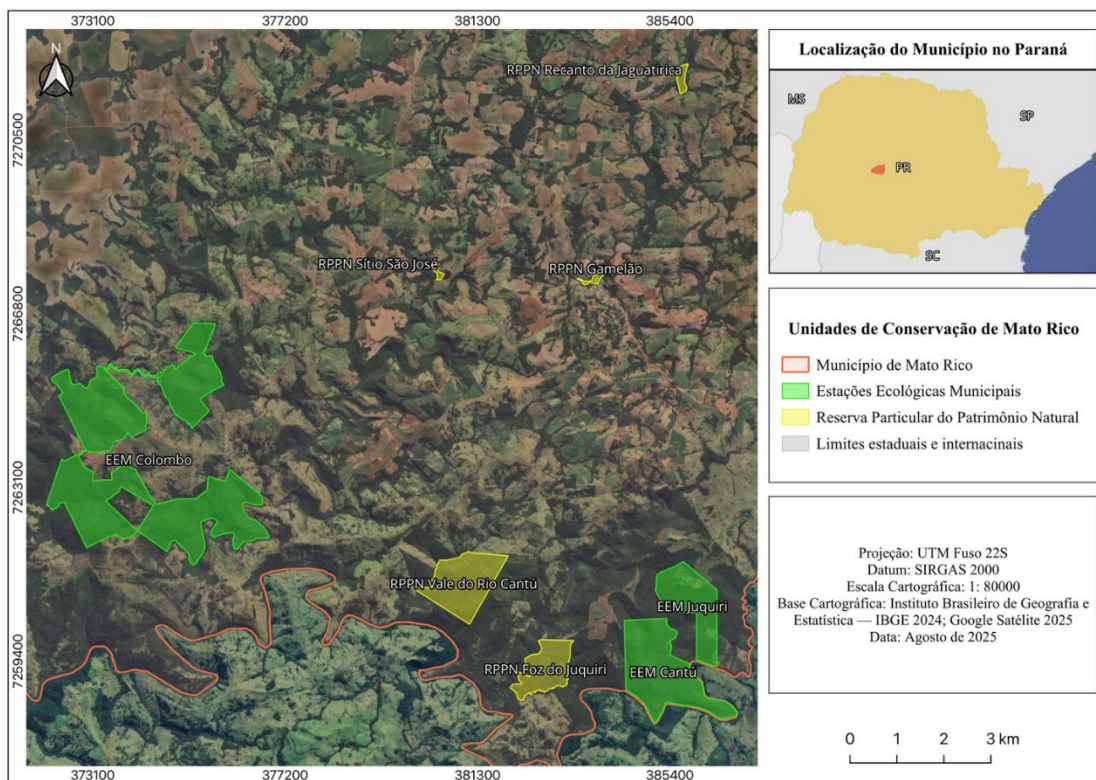 373100 377200 381300 385400
N
RPPN Recanto da Jaguatirica
7270500
RPPN Sítio São José
RPPN Gamelão
7266800
EEM Colombo
7263100
RPPN Vale do Rio Cantú
EEM Juquiri
7259400
RPPN Foz do Juquiri
EEM Cantú
373100 377200 381300 385400
Localização do Município no Paraná
MS
SP
PR
SC
Unidades de Conservação de Mato Rico
Município de Mato Rico
Estações Ecológicas Municipais
Reserva Particular do Patrimônio Natural
Limites estaduais e internacinais
Projeção: UTM Fuso 22S
Datum: SIRGAS 2000
Escala Cartográfica: 1: 80000
Base Cartográfica: Instituto Brasileiro de Geografia e
Estatística — IBGE 2024; Google Satélite 2025
Data: Agosto de 2025
0 1 2 3 km